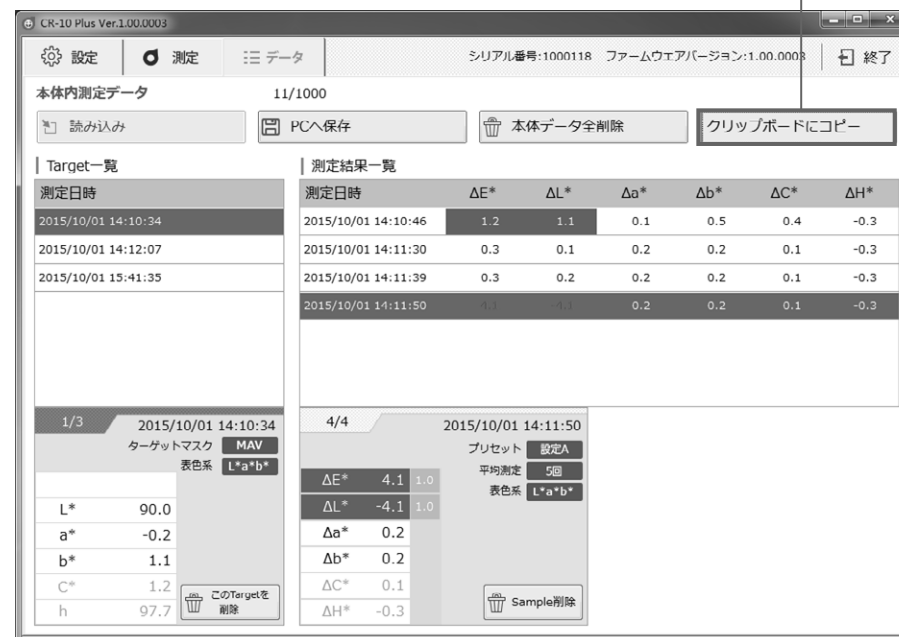 CR-10 Plus Ver.1.00.0003
設定 測定 データ シリアル番号:1000118 ファームウエアバージョン:1.00.0003 終了
本体内測定データ 11/1000
読み込み PCへ保存 本体データ全削除 クリップボードにコピー
Target一覧 測定結果一覧
測定日時 測定日時 ΔE* ΔL* Δa* Δb* ΔC* ΔH*
2015/10/01 14:10:34 2015/10/01 14:10:46 1.2 1.1 0.1 0.5 0.4 -0.3
2015/10/01 14:12:07 2015/10/01 14:11:30 0.3 0.1 0.2 0.2 0.1 -0.3
2015/10/01 15:41:35 2015/10/01 14:11:39 0.3 0.2 0.2 0.2 0.1 -0.3
2015/10/01 14:11:50 4.1 -4.1 0.2 0.2 0.1 -0.3
1/3 2015/10/01 14:10:34
ターゲットマスク MAV
表色系 L*a*b*
L* 90.0
a* -0.2
b* 1.1
C* 1.2
h 97.7
このTargetを
削除
4/4 2015/10/01 14:11:50
プリセット 設定A
平均測定 5回
表色系 L*a*b*
ΔE* 4.1 1.0
ΔL* -4.1 1.0
Δa* 0.2
Δb* 0.2
ΔC* 0.1
ΔH* -0.3
Sample削除